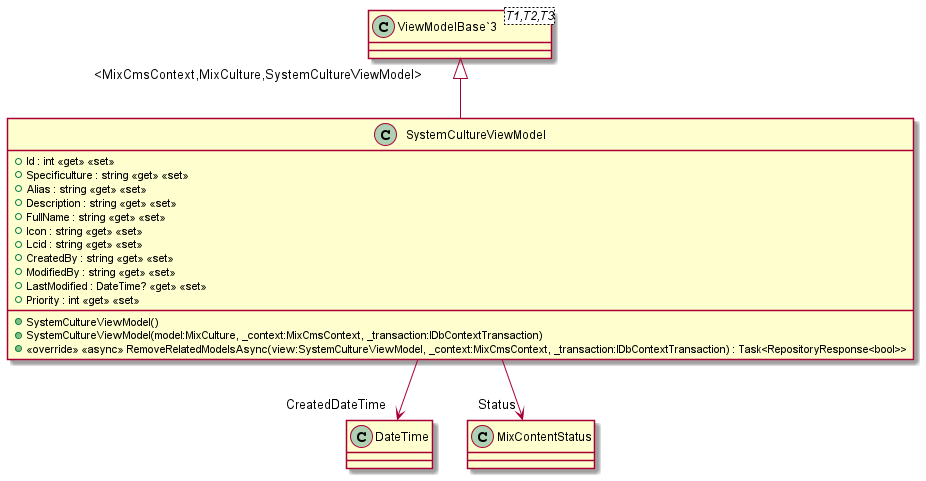 C ViewModelBase`3 T1,T2,T3
<MixCmsContext,MixCulture,SystemCultureViewModel>
C SystemCultureViewModel
Id : int «get» «set»
Specificulture : string «get» «set»
Alias : string «get» «set»
Description : string «get» «set»
FullName : string «get» «set»
Icon : string «get» «set»
Lcid : string «get» «set»
CreatedBy : string «get» «set»
ModifiedBy : string «get» «set»
LastModified : DateTime? «get» «set»
Priority : int «get» «set»
SystemCultureViewModel()
SystemCultureViewModel(model:MixCulture, _context:MixCmsContext, _transaction:IDbContextTransaction)
«override» «async» RemoveRelatedModelsAsync(view:SystemCultureViewModel, _context:MixCmsContext, _transaction:IDbContextTransaction) : Task<RepositoryResponse<bool>>
CreatedDateTime
Status
C DateTime
C MixContentStatus